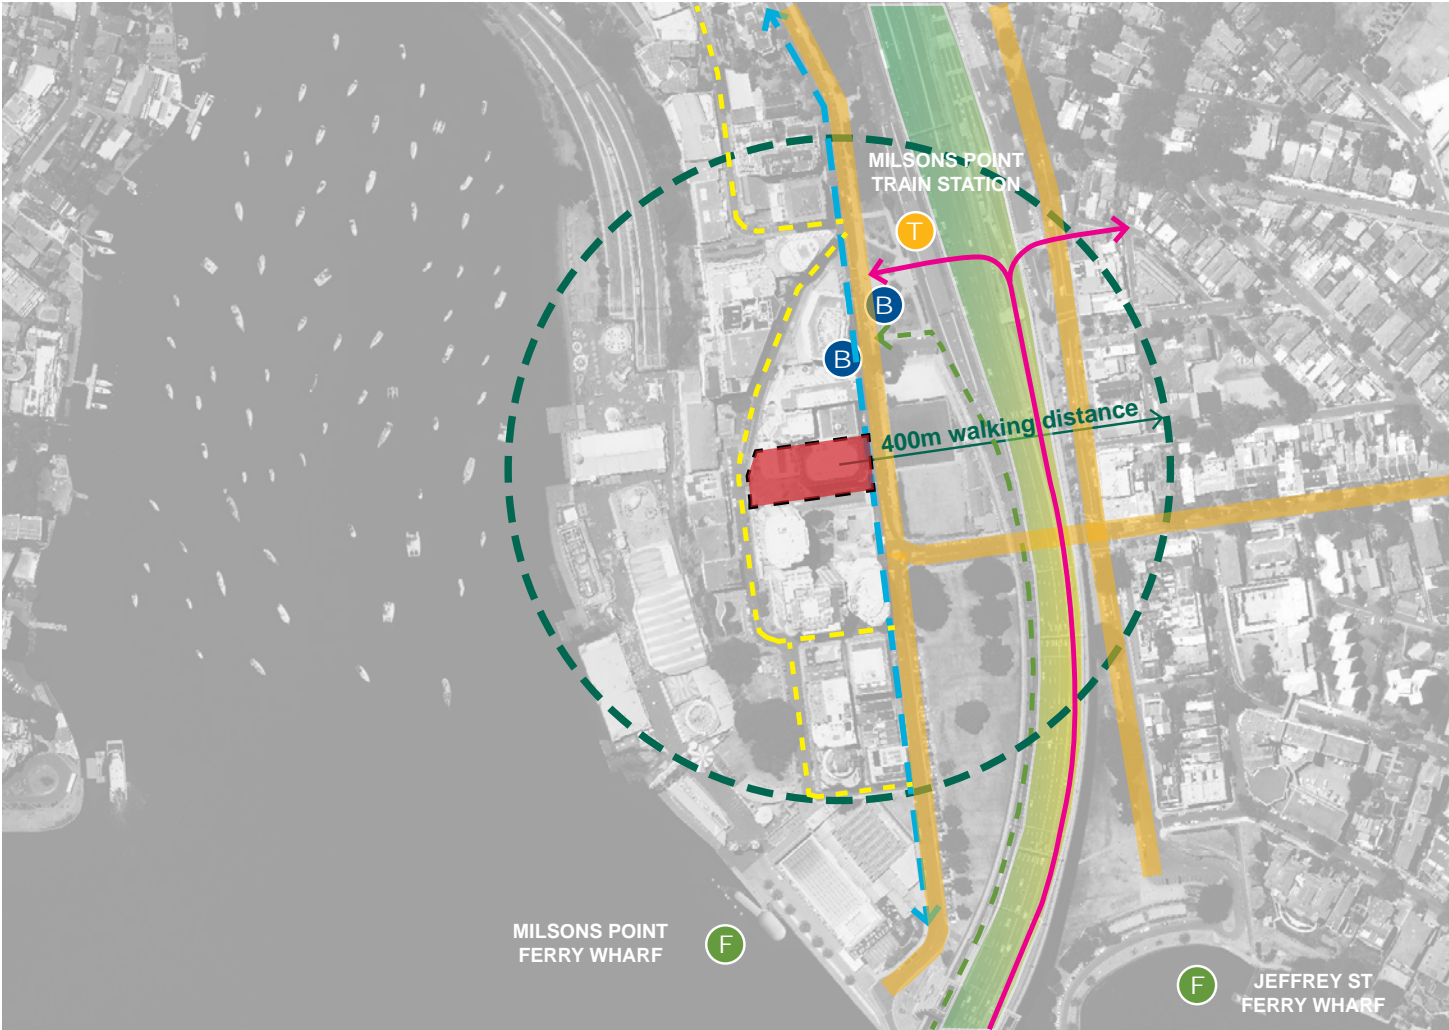 MILSONS POINT
TRAIN STATION
T
B
B
400m walking distance
MILSONS POINT
FERRY WHARF
F
F
JEFFREY ST
FERRY WHARF